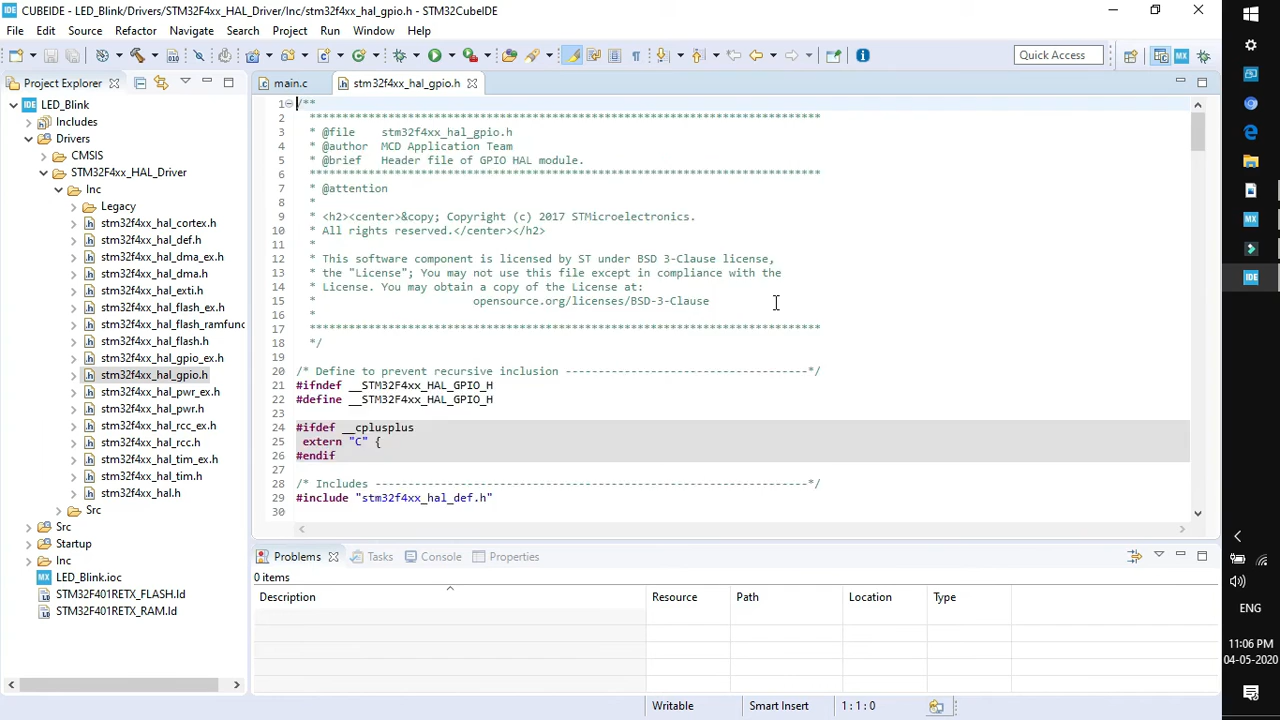 IDE CUBEIDE - LED_Blink/Drivers/STM32F4xx_HAL_Driver/Inc/stm32f4xx_hal_gpio.h - STM32CubeIDE
File Edit Source Refactor Navigate Search Project Run Window Help
Quick Access
MX
Project Explorer
main.c
stm32f4xx_hal_gpio.h
LED_Blink
Includes
Drivers
CMSIS
STM32F4xx_HAL_Driver
Inc
Legacy
stm32f4xx_hal_cortex.h
stm32f4xx_hal_def.h
stm32f4xx_hal_dma_ex.h
stm32f4xx_hal_dma.h
stm32f4xx_hal_exti.h
stm32f4xx_hal_flash_ex.h
stm32f4xx_hal_flash_ramfunc
stm32f4xx_hal_flash.h
stm32f4xx_hal_gpio_ex.h
stm32f4xx_hal_gpio.h
stm32f4xx_hal_pwr_ex.h
stm32f4xx_hal_pwr.h
stm32f4xx_hal_rcc_ex.h
stm32f4xx_hal_rcc.h
stm32f4xx_hal_tim_ex.h
stm32f4xx_hal_tim.h
stm32f4xx_hal.h
Src
Src
Startup
Inc
MX LED_Blink.ioc
STM32F401RETX_FLASH.ld
STM32F401RETX_RAM.ld
1 /**
2 ******************************************************************************
3 * @file stm32f4xx_hal_gpio.h
4 * @author MCD Application Team
5 * @brief Header file of GPIO HAL module.
6 ******************************************************************************
7 * @attention
8 *
9 * <h2><center>&copy; Copyright (c) 2017 STMicroelectronics.
10 * All rights reserved.</center></h2>
11 *
12 * This software component is licensed by ST under BSD 3-Clause license,
13 * the "License"; You may not use this file except in compliance with the
14 * License. You may obtain a copy of the License at:
15 * opensource.org/licenses/BSD-3-Clause
16 *
17 ******************************************************************************
18 */
19
20 /* Define to prevent recursive inclusion -------------------------------------*/
21 #ifndef __STM32F4xx_HAL_GPIO_H
22 #define __STM32F4xx_HAL_GPIO_H
23
24 #ifdef __cplusplus
25 extern "C" {
26 #endif
27
28 /* Includes ------------------------------------------------------------------*/
29 #include "stm32f4xx_hal_def.h"
30
Problems Tasks Console Properties
0 items
Description Resource Path Location Type
Writable Smart Insert 1 : 1 : 0
MX
IDE
ENG
11:06 PM
04-05-2020